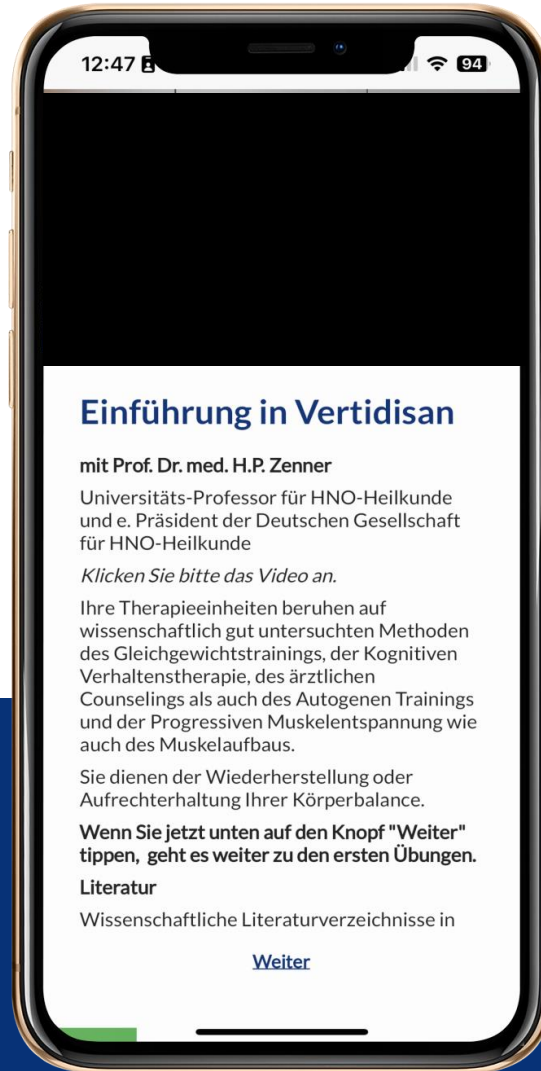 12:47
94
Einführung in Vertidisan
mit Prof. Dr. med. H.P. Zenner
Universitäts-Professor für HNO-Heilkunde
und e. Präsident der Deutschen Gesellschaft
für HNO-Heilkunde
Klicken Sie bitte das Video an.
Ihre Therapieeinheiten beruhen auf
wissenschaftlich gut untersuchten Methoden
des Gleichgewichtstrainings, der Kognitiven
Verhaltenstherapie, des ärztlichen
Counselings als auch des Autogenen Trainings
und der Progressiven Muskelentspannung wie
auch des Muskelaufbaus.
Sie dienen der Wiederherstellung oder
Aufrechterhaltung Ihrer Körperbalance.
Wenn Sie jetzt unten auf den Knopf "Weiter"
tippen, geht es weiter zu den ersten Übungen.
Literatur
Wissenschaftliche Literaturverzeichnisse in
Weiter